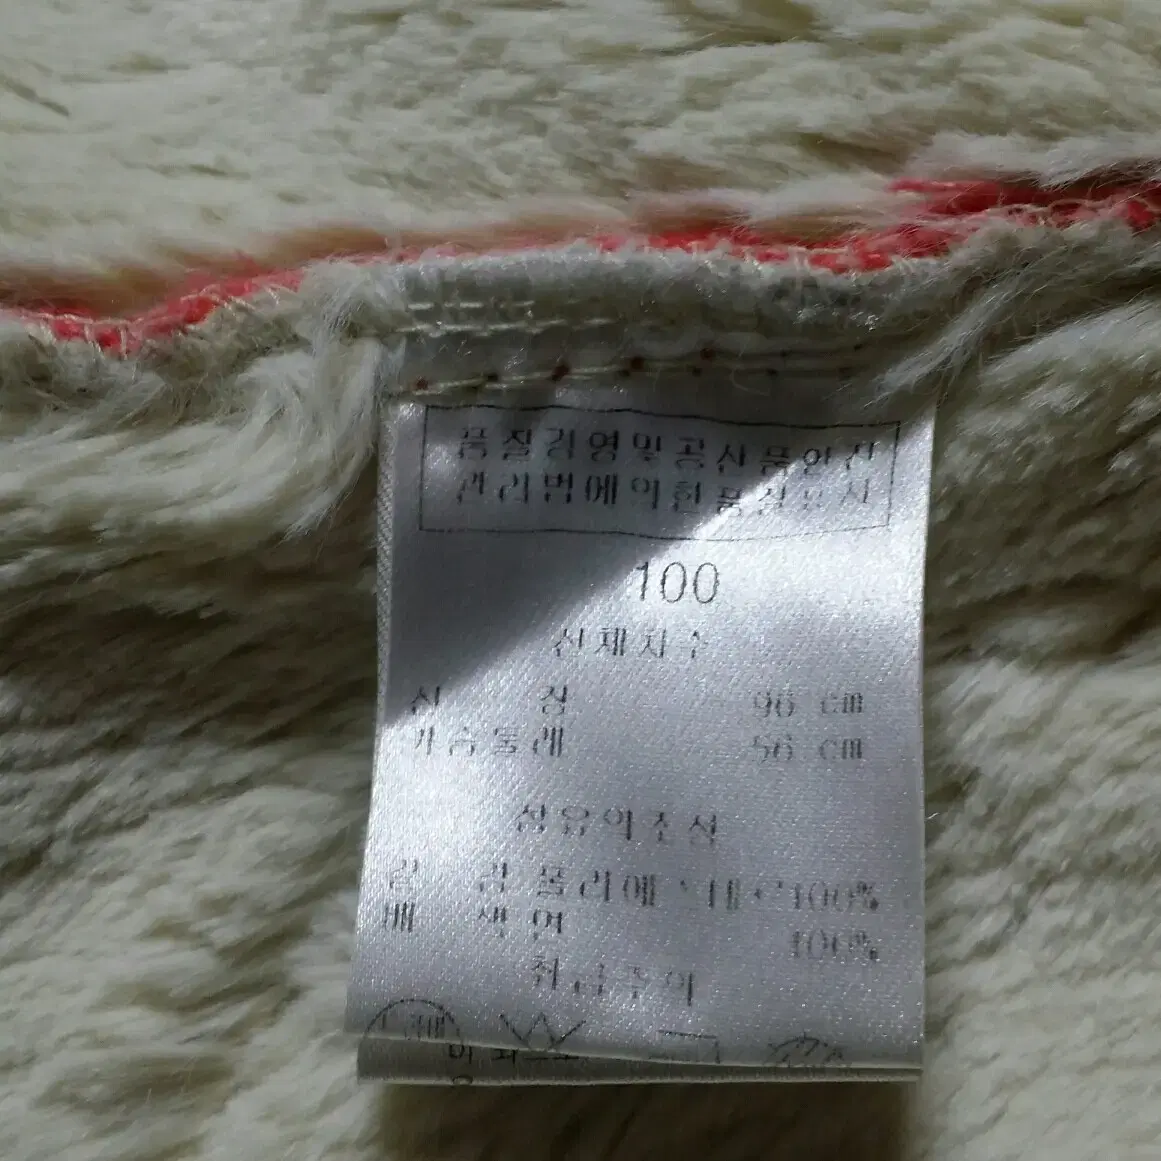 품질경영및공산품안전
관리법에의한품질표시
100
신체치수
신 장 96 cm
가슴둘레 56 cm
섬유의조성
겉 감 폴리에스테르100%
배 색 면 100%
취급주의